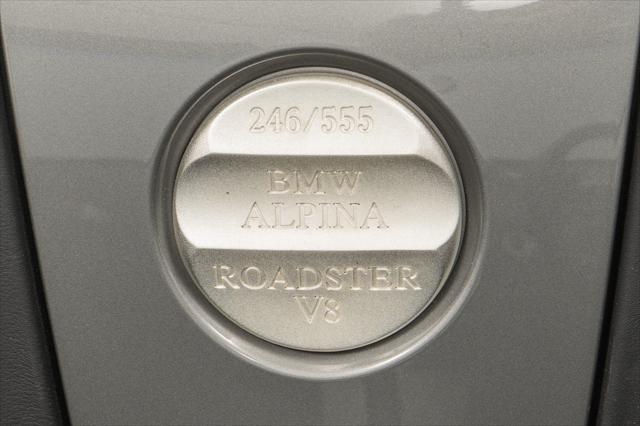 246/555
BMW
ALPINA
ROADSTER
V8